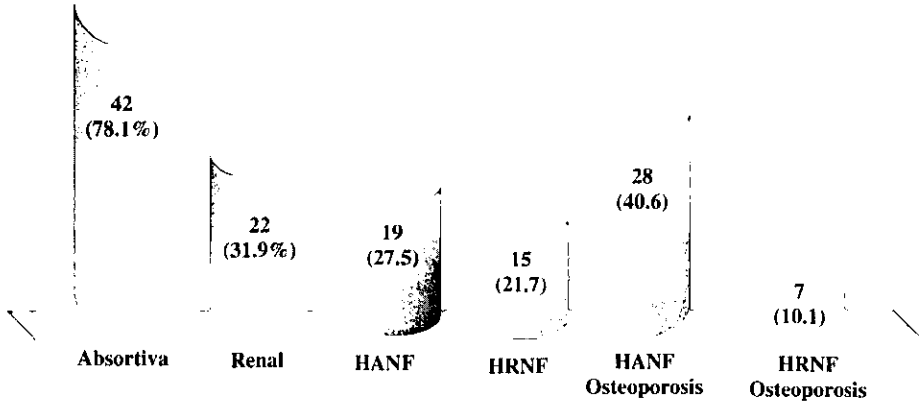 42
(78.1%)
22
(31.9%)
19
(27.5)
15
(21.7)
28
(40.6)
7
(10.1)
Absortiva
Renal
HANF
HRNF
HANF
Osteoporosis
HRNF
Osteoporosis